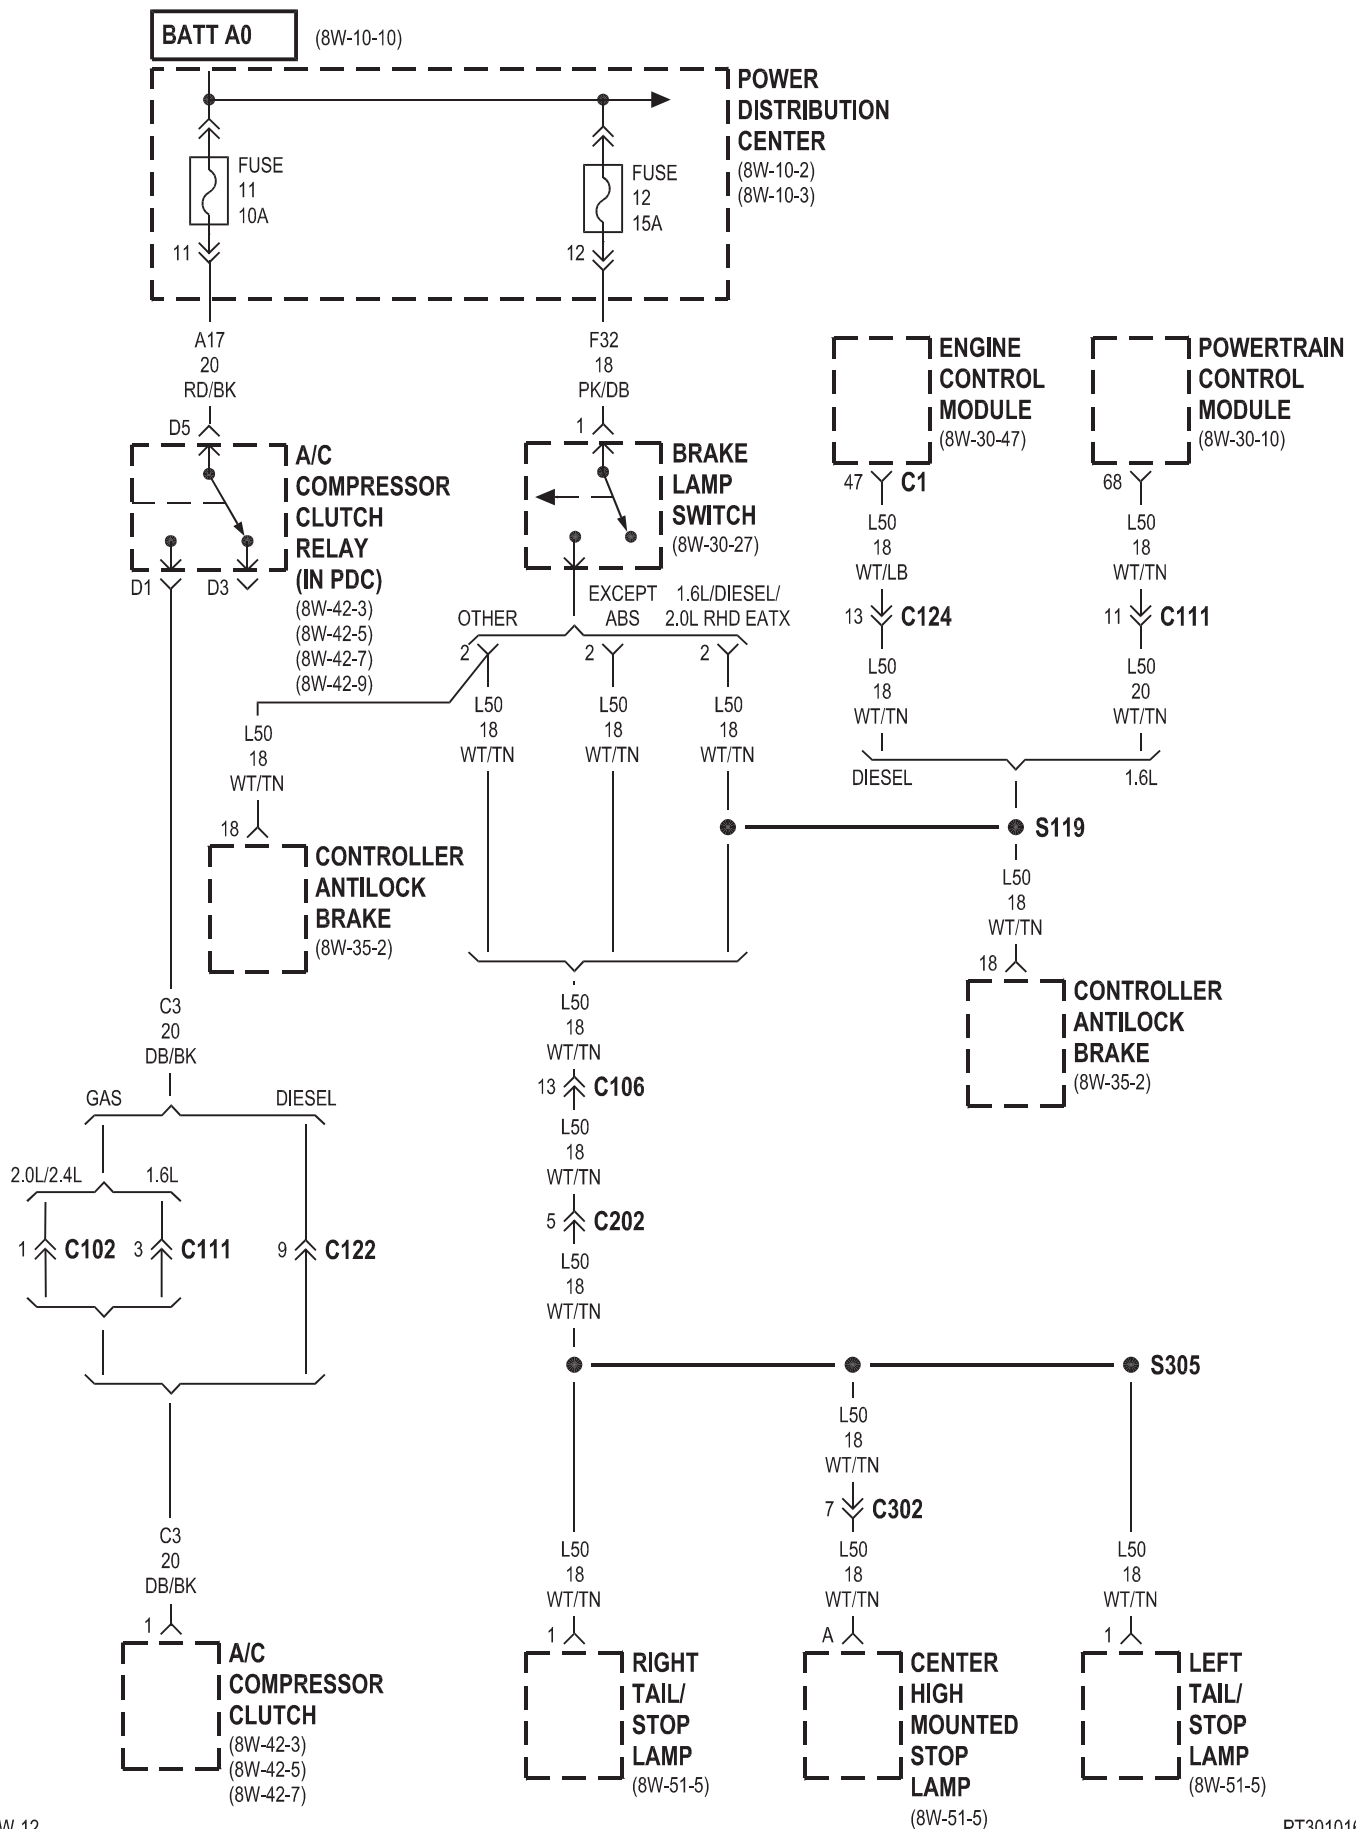 BATT A0
(8W-10-10)
POWER
DISTRIBUTION
CENTER
(8W-10-2)
(8W-10-3)
FUSE
11
10A
11
FUSE
12
15A
12
A17
20
RD/BK
D5
F32
18
PK/DB
1
A/C
COMPRESSOR
CLUTCH
RELAY
(IN PDC)
(8W-42-3)
(8W-42-5)
(8W-42-7)
(8W-42-9)
D1
D3
BRAKE
LAMP
SWITCH
(8W-30-27)
ENGINE
CONTROL
MODULE
(8W-30-47)
47
C1
L50
18
WT/LB
13
C124
L50
18
WT/TN
DIESEL
POWERTRAIN
CONTROL
MODULE
(8W-30-10)
68
L50
18
WT/TN
11
C111
L50
20
WT/TN
1.6L
OTHER
EXCEPT
ABS
1.6L/DIESEL/
2.0L RHD EATX
2
2
2
L50
18
WT/TN
L50
18
WT/TN
L50
18
WT/TN
L50
18
WT/TN
18
CONTROLLER
ANTILOCK
BRAKE
(8W-35-2)
S119
L50
18
WT/TN
18
CONTROLLER
ANTILOCK
BRAKE
(8W-35-2)
C3
20
DB/BK
GAS
DIESEL
2.0L/2.4L
1.6L
1
C102
3
C111
9
C122
C3
20
DB/BK
1
A/C
COMPRESSOR
CLUTCH
(8W-42-3)
(8W-42-5)
(8W-42-7)
L50
18
WT/TN
13
C106
L50
18
WT/TN
5
C202
L50
18
WT/TN
S305
L50
18
WT/TN
7
C302
L50
18
WT/TN
1
RIGHT
TAIL/
STOP
LAMP
(8W-51-5)
L50
18
WT/TN
A
CENTER
HIGH
MOUNTED
STOP
LAMP
(8W-51-5)
L50
18
WT/TN
1
LEFT
TAIL/
STOP
LAMP
(8W-51-5)